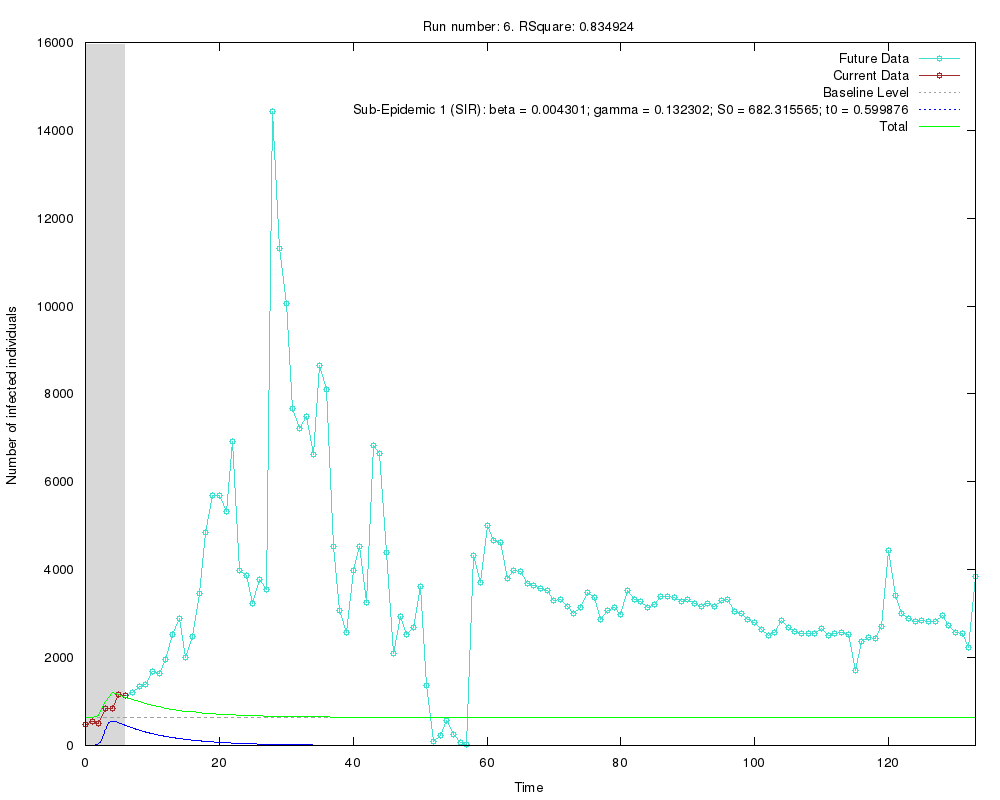 Run number: 6. RSquare: 0.834924
16000
14000
12000
10000
8000
6000
4000
2000
0
Number of infected individuals
Future Data
Current Data
Baseline Level
Sub-Epidemic 1 (SIR): beta = 0.004301; gamma = 0.132302; S0 = 682.315565; t0 = 0.599876
Total
0 20 40 60 80 100 120
Time